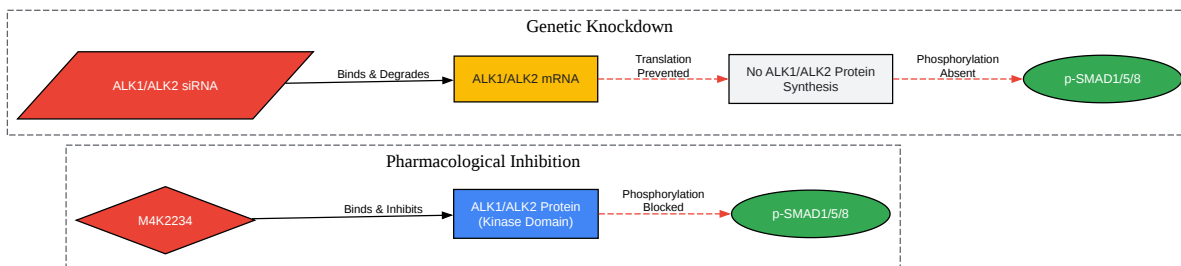 Genetic Knockdown
ALK1/ALK2 siRNA
Binds & Degrades
ALK1/ALK2 mRNA
Translation
Prevented
No ALK1/ALK2 Protein
Synthesis
Phosphorylation
Absent
p-SMAD1/5/8
Pharmacological Inhibition
M4K2234
Binds & Inhibits
ALK1/ALK2 Protein
(Kinase Domain)
Phosphorylation
Blocked
p-SMAD1/5/8